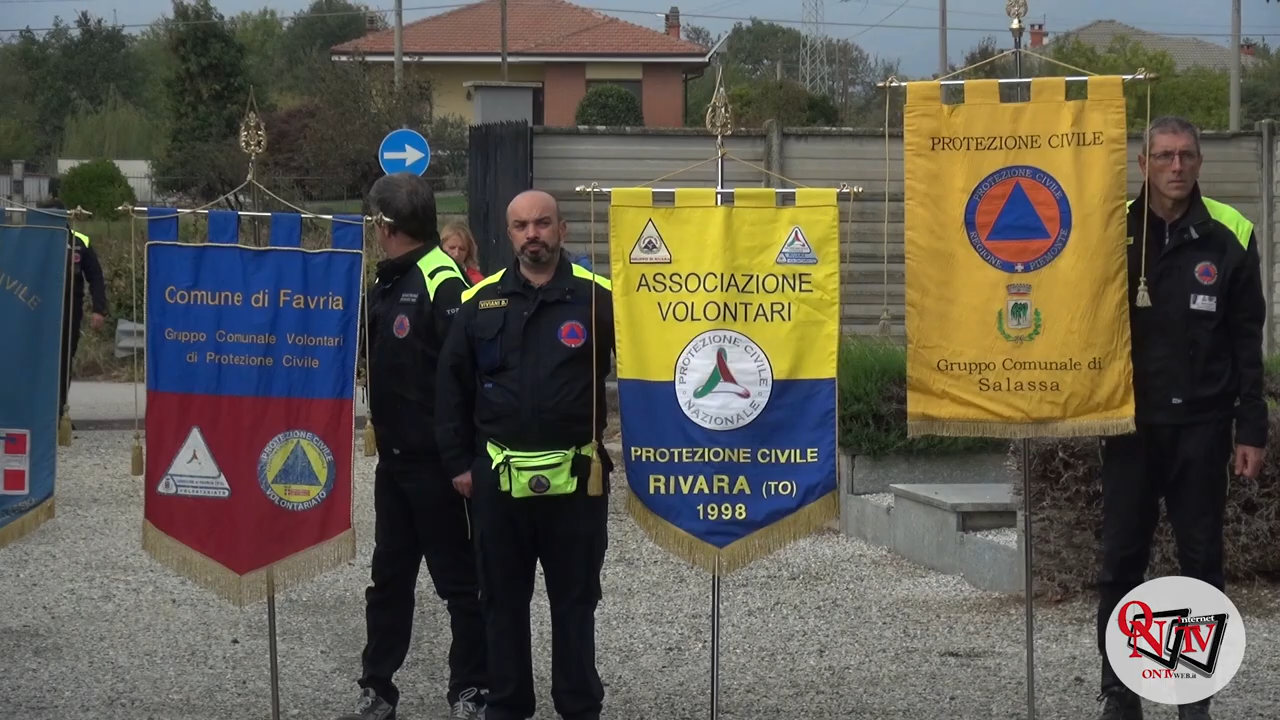 CIVILE
Comune di Favria
Gruppo Comunale Volontari
di Protezione Civile
VOLONTARIATO
PROTEZIONE CIVILE
VOLONTARIATO
VIVIANI B.
ASSOCIAZIONE
VOLONTARI
PROTEZIONE CIVILE
NAZIONALE
PROTEZIONE CIVILE
RIVARA (TO)
1998
PROTEZIONE CIVILE
PROTEZIONE CIVILE
REGIONE PIEMONTE
Gruppo Comunale di
Salassa
internet
ON TV
ONTVWEB.it